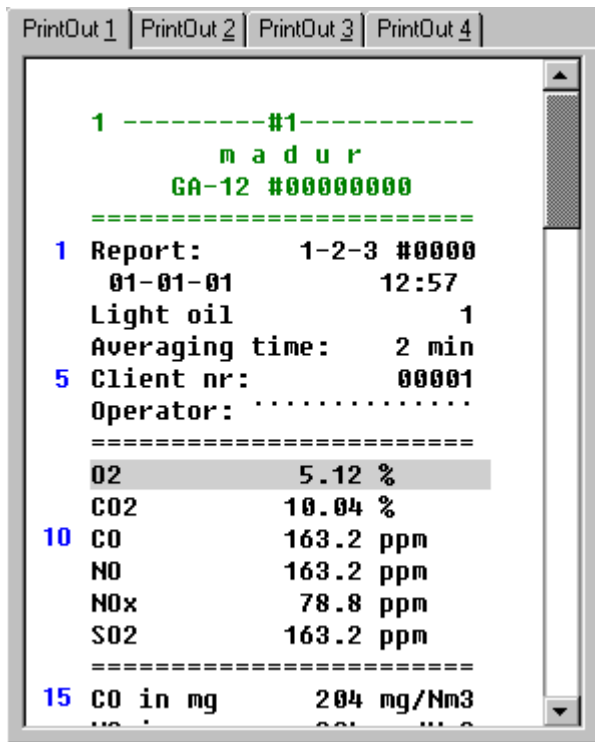 PrintOut 1 PrintOut 2 PrintOut 3 PrintOut 4
1 ---------#1-----------
m a d u r
GA-12 #00000000
========================
1 Report: 1-2-3 #0000
01-01-01 12:57
Light oil 1
Averaging time: 2 min
5 Client nr: 00001
Operator: ..............
========================
O2 5.12 %
CO2 10.04 %
10 CO 163.2 ppm
NO 163.2 ppm
NOx 78.8 ppm
SO2 163.2 ppm
========================
15 CO in mg 204 mg/Nm3